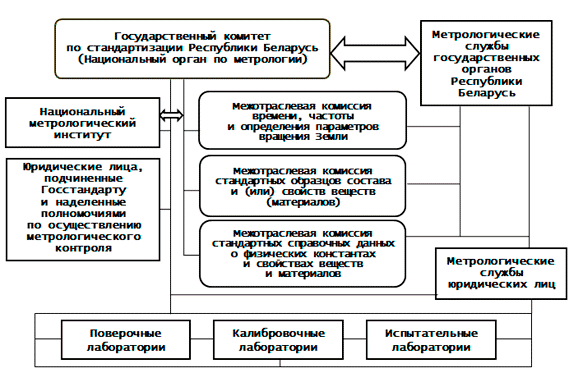 Государственный комитет
по стандартизации Республики Беларусь
(Национальный орган по метрологии)
Метрологические
службы
государственных
органов
Республики
Беларусь
Национальный
метрологический
институт
Межотраслевая комиссия
времени, частоты
и определения параметров
вращения Земли
Юридические лица,
подчиненные
Госстандарту
и наделенные
полномочиями
по осуществлению
метрологического
контроля
Межотраслевая комиссия
стандартных образцов состава
и (или) свойств веществ
(материалов)
Межотраслевая комиссия
стандартных справочных данных
о физических константах
и свойствах веществ
и материалов
Метрологические
службы
юридических лиц
Поверочные
лаборатории
Калибровочные
лаборатории
Испытательные
лаборатории